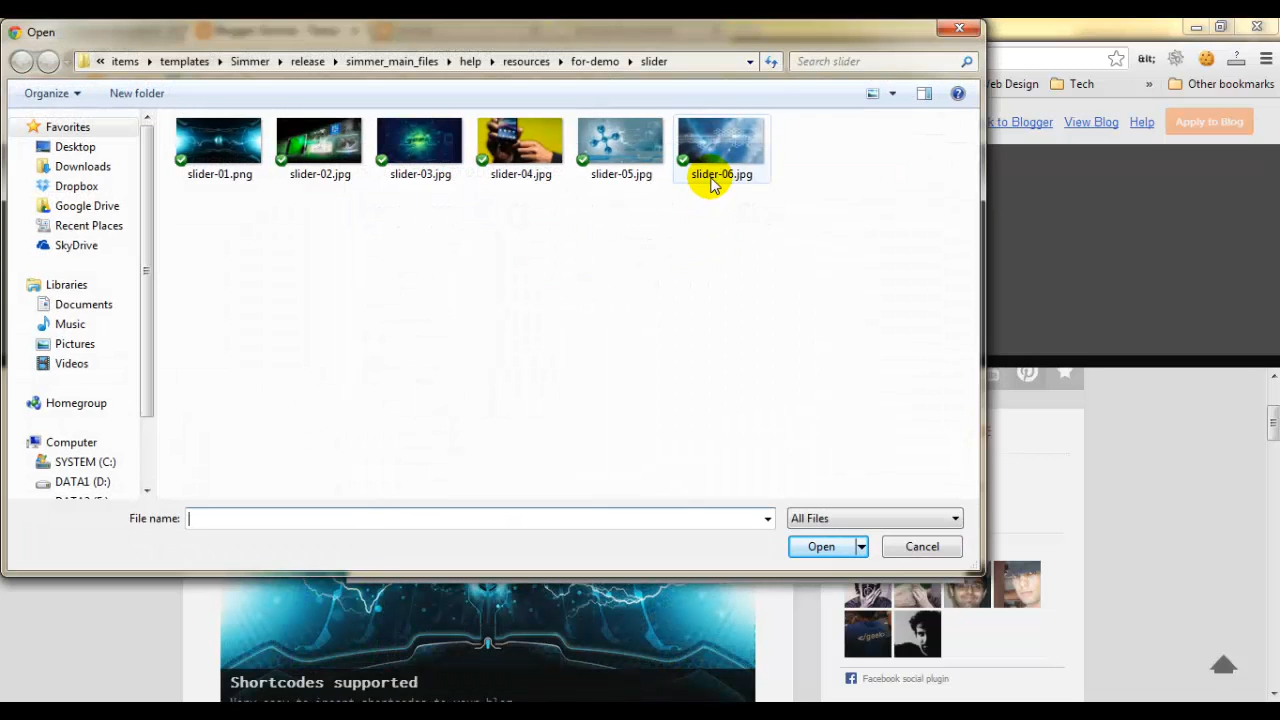 Open
items
templates
Simmer
release
simmer_main_files
help
resources
for-demo
slider
Search slider
&lt;
Organize
New folder
Web Design
Tech
»
Other bookmarks
Favorites
Desktop
Downloads
Dropbox
Google Drive
Recent Places
SkyDrive
Libraries
Documents
Music
Pictures
Videos
Homegroup
Computer
SYSTEM (C:)
DATA1 (D:)
slider-01.png
slider-02.jpg
slider-03.jpg
slider-04.jpg
slider-05.jpg
slider-06.jpg
to Blogger
View Blog
Help
Apply to Blog
File name:
All Files
Open
Cancel
Shortcodes supported
Facebook social plugin